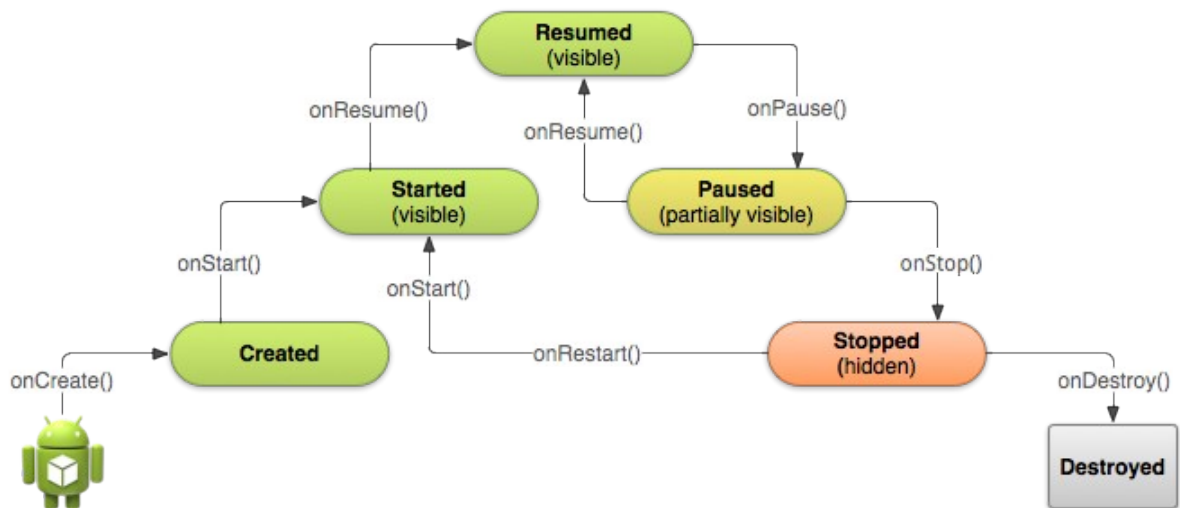 Resumed
(visible)
onResume()
onResume()
onPause()
Started
(visible)
Paused
(partially visible)
onStart()
onStart()
onStop()
Created
onRestart()
Stopped
(hidden)
onCreate()
onDestroy()
Destroyed